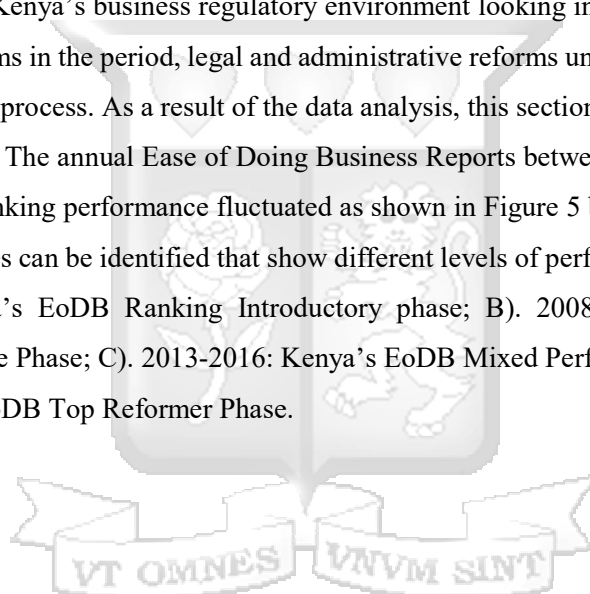 Kenya's business regulatory environment looking in
ms in the period, legal and administrative reforms un
process. As a result of the data analysis, this section
The annual Ease of Doing Business Reports betwe
nking performance fluctuated as shown in Figure 5 b
es can be identified that show different levels of perf
's EoDB Ranking Introductory phase; B). 2008
e Phase; C). 2013-2016: Kenya's EoDB Mixed Perf
DB Top Reformer Phase.
VT OMNES VNVM SINT